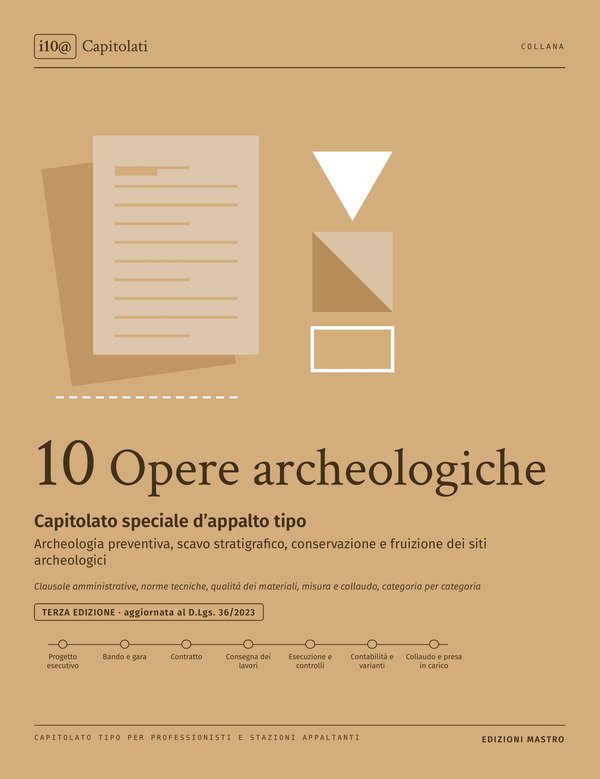 i10@ Capitolati
COLLANA
10 Opere archeologiche
Capitolato speciale d’appalto tipo
Archeologia preventiva, scavo stratigrafico, conservazione e fruizione dei siti
archeologici
Clausole amministrative, norme tecniche, qualità dei materiali, misura e collaudo, categoria per categoria
TERZA EDIZIONE · aggiornata al D.Lgs. 36/2023
Progetto
esecutivo
Bando e gara
Contratto
Consegna dei
lavori
Esecuzione e
controlli
Contabilità e
varianti
Collaudo e presa
in carico
CAPITOLATO TIPO PER PROFESSIONISTI E STAZIONI APPALTANTI
EDIZIONI MASTRO